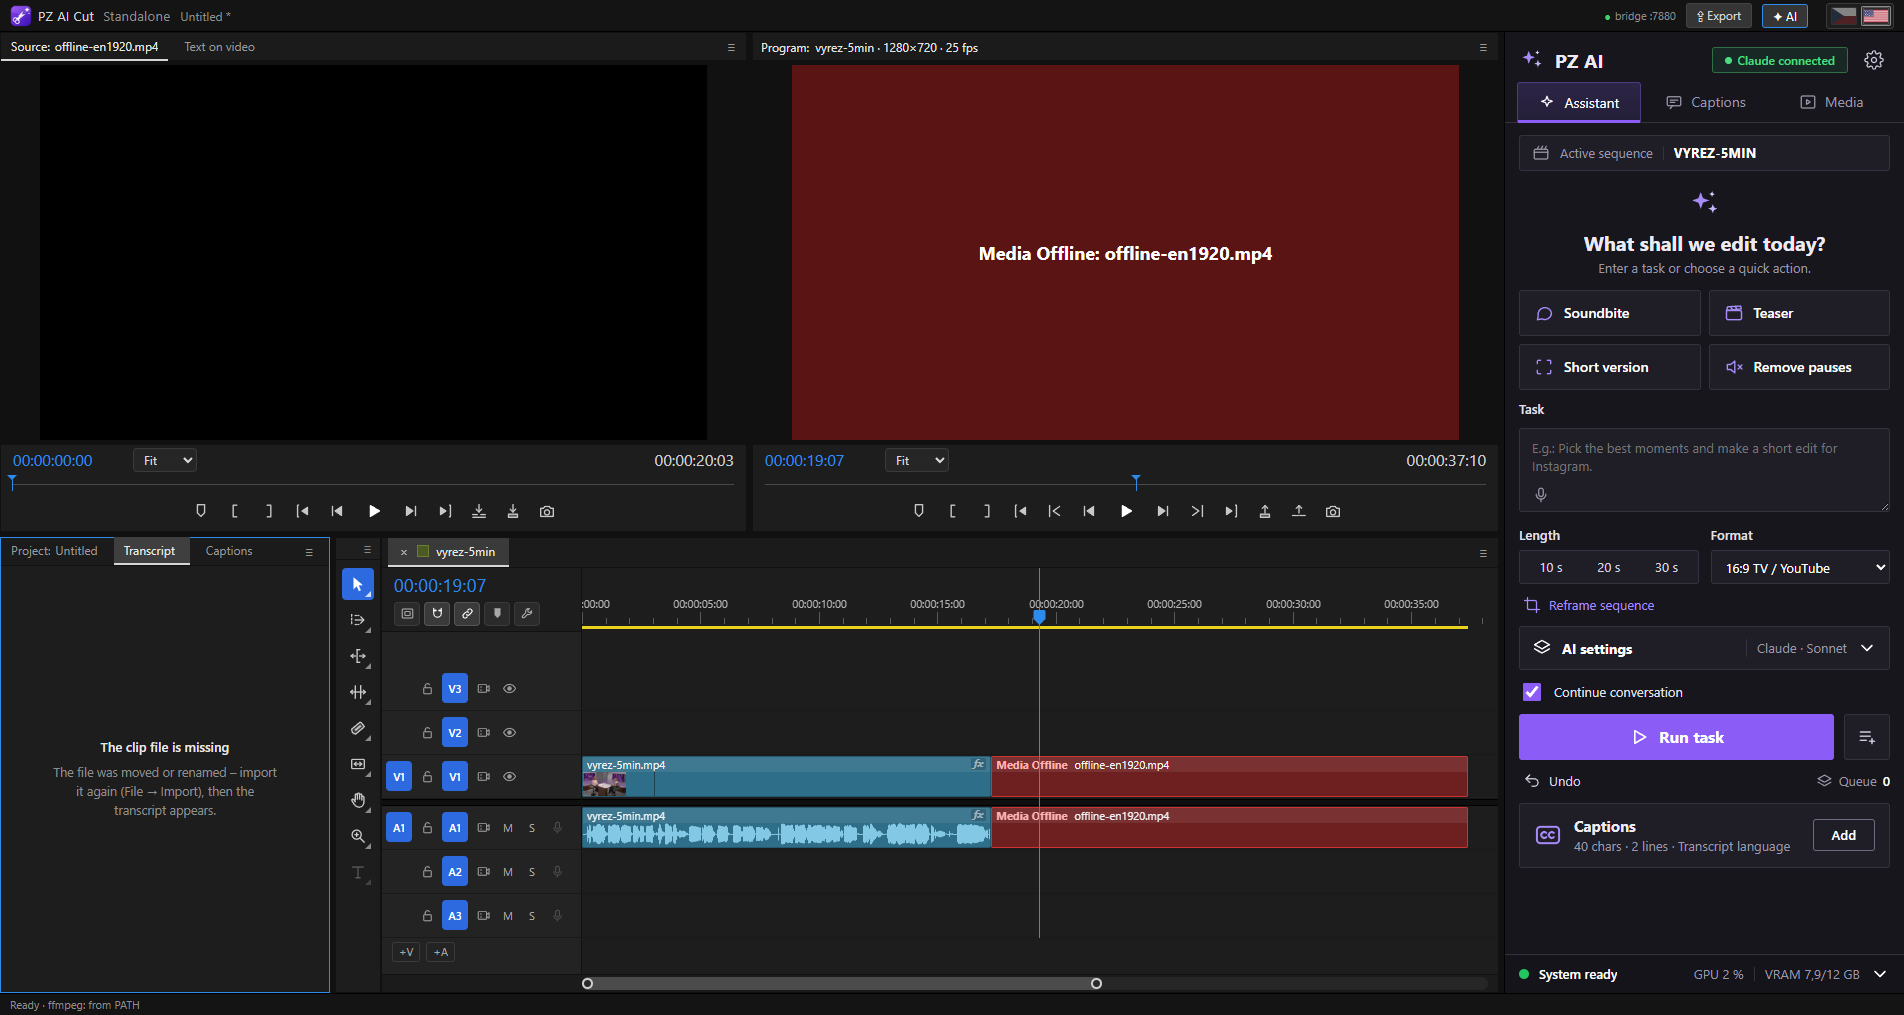 PZ AI Cut Standalone Untitled *
bridge :7880 Export AI
Source: offline-en1920.mp4 Text on video
Program: vyrez-5min · 1280×720 · 25 fps
Media Offline: offline-en1920.mp4
00:00:00:00 Fit 00:00:20:03
00:00:19:07 Fit 00:00:37:10
Project: Untitled Transcript Captions
The clip file is missing
The file was moved or renamed – import
it again (File → Import), then the
transcript appears.
vyrez-5min
00:00:19:07
:00:00 00:00:05:00 00:00:10:00 00:00:15:00 00:00:20:00 00:00:25:00 00:00:30:00 00:00:35:00
V3
V2
V1 V1
vyrez-5min.mp4 fx Media Offline offline-en1920.mp4
A1 A1 M S
vyrez-5min.mp4 fx Media Offline offline-en1920.mp4
A2 M S
A3 M S
+V +A
Ready · ffmpeg: from PATH
PZ AI Claude connected
Assistant Captions Media
Active sequence VYREZ-5MIN
What shall we edit today?
Enter a task or choose a quick action.
Soundbite Teaser
Short version Remove pauses
Task
E.g.: Pick the best moments and make a short edit for
Instagram.
Length Format
10 s 20 s 30 s 16:9 TV / YouTube
Reframe sequence
AI settings Claude · Sonnet
Continue conversation
Run task
Undo Queue 0
CC Captions Add
40 chars · 2 lines · Transcript language
System ready GPU 2 % VRAM 7,9/12 GB